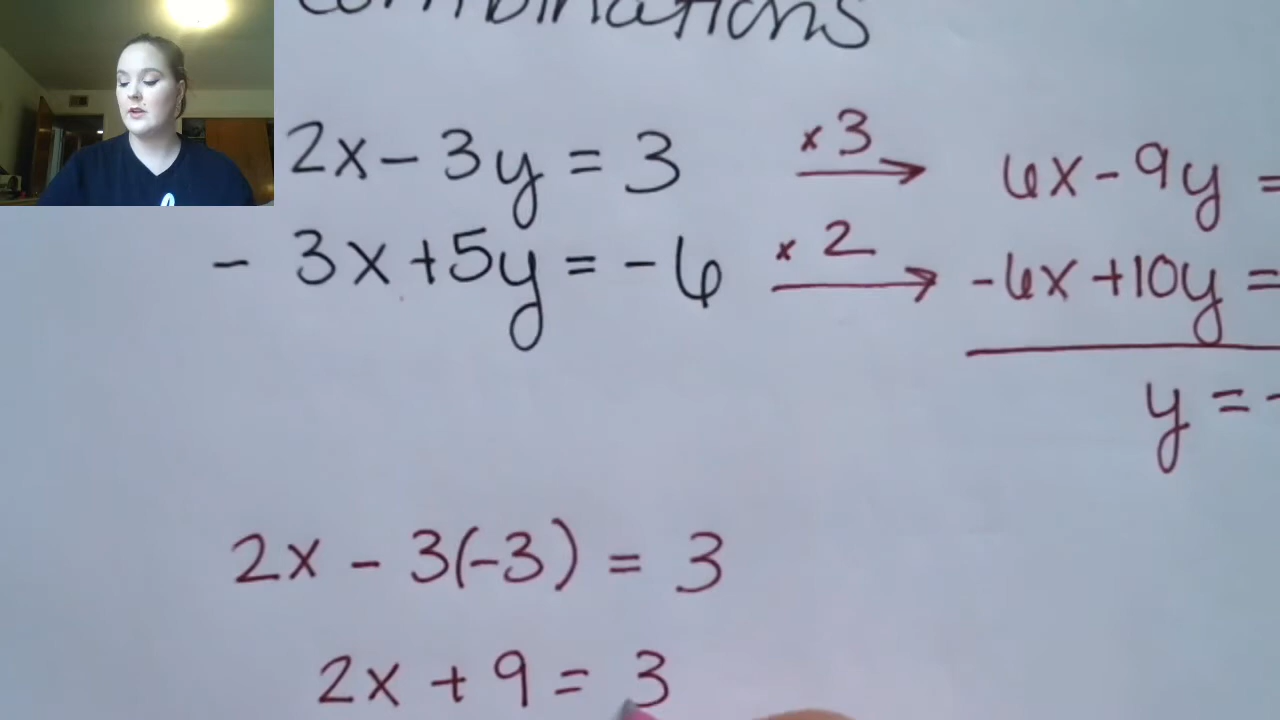 combinations
2x - 3y = 3 ×3 → 6x - 9y =
- 3x + 5y = -6 ×2 → -6x + 10y =
y = -
2x - 3(-3) = 3
2x + 9 = 3